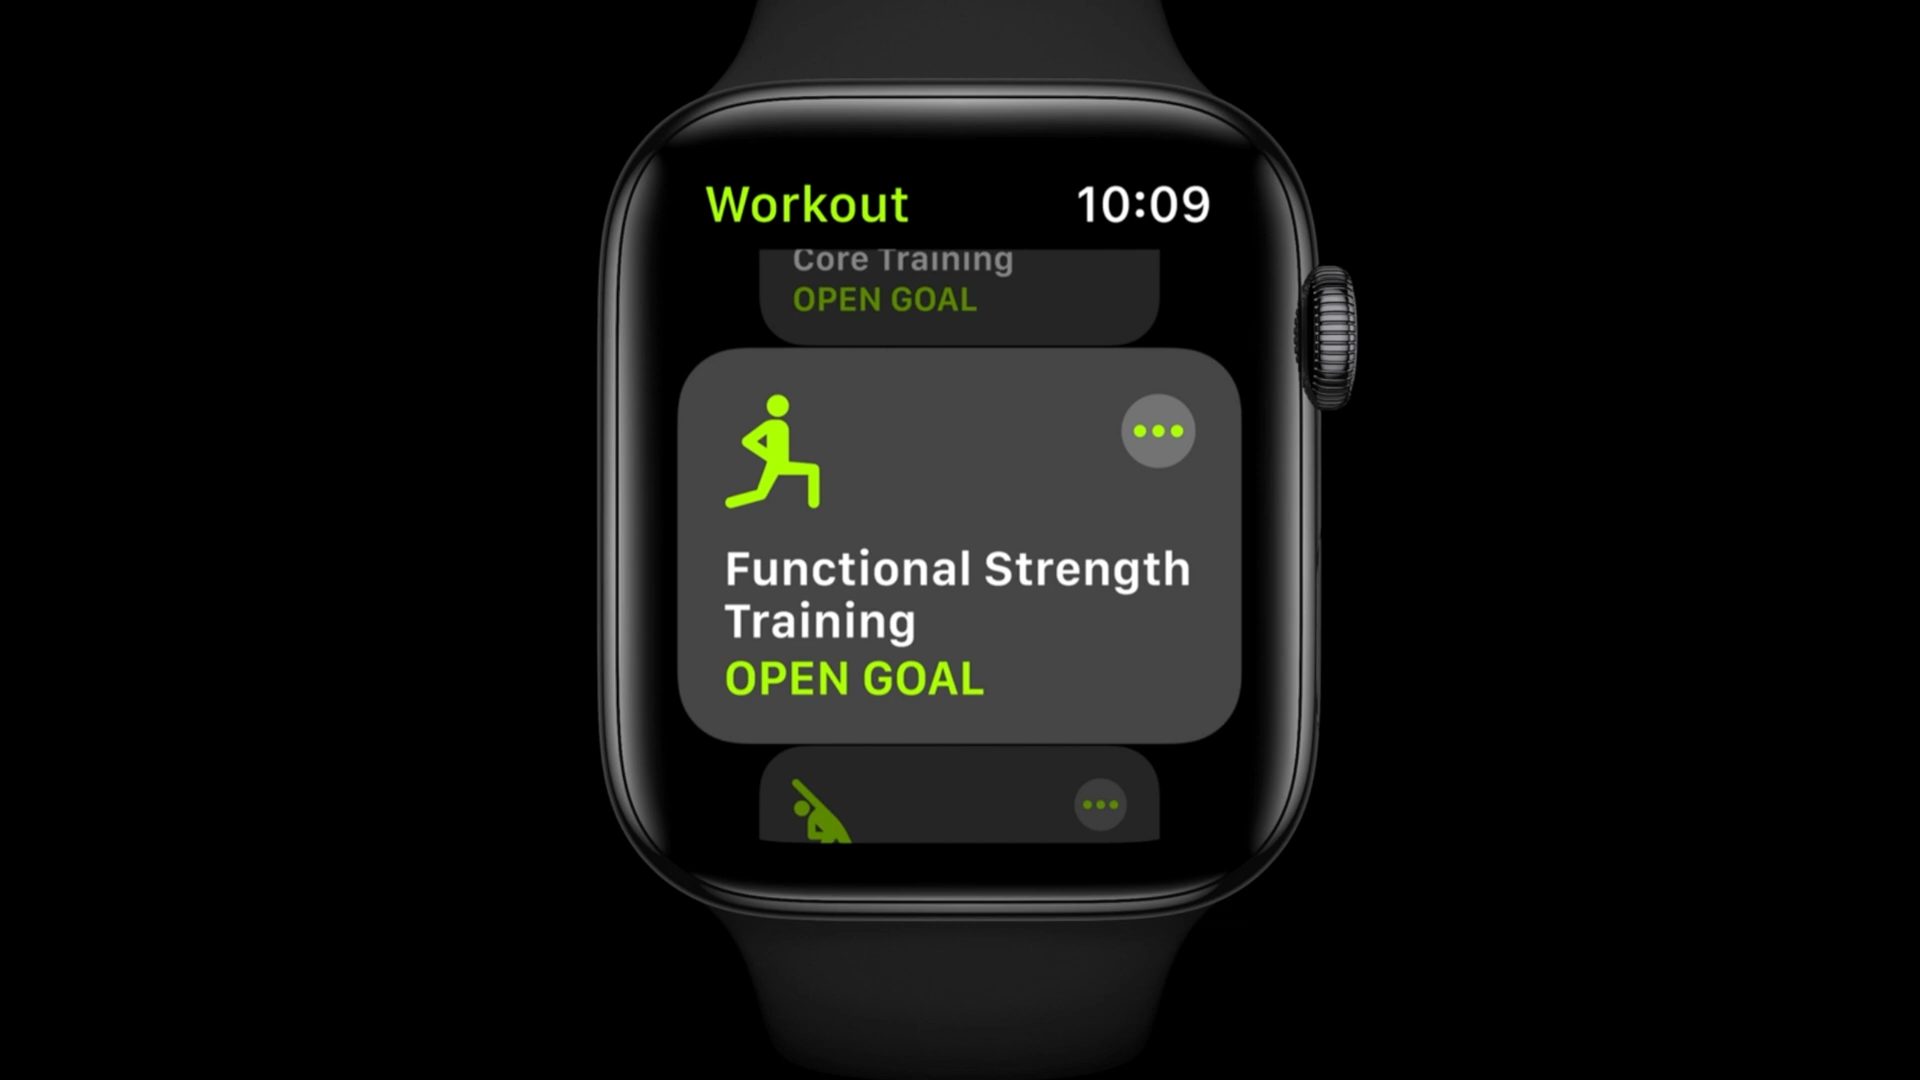 Workout
10:09
Core Training
OPEN GOAL
Functional Strength
Training
OPEN GOAL